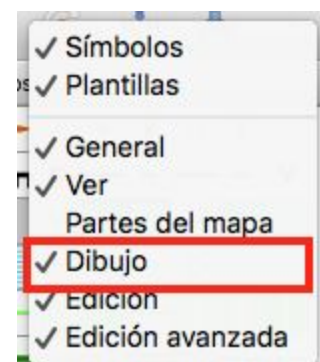 Símbolos
Plantillas
General
Ver
Partes del mapa
Dibujo
Edición
Edición avanzada